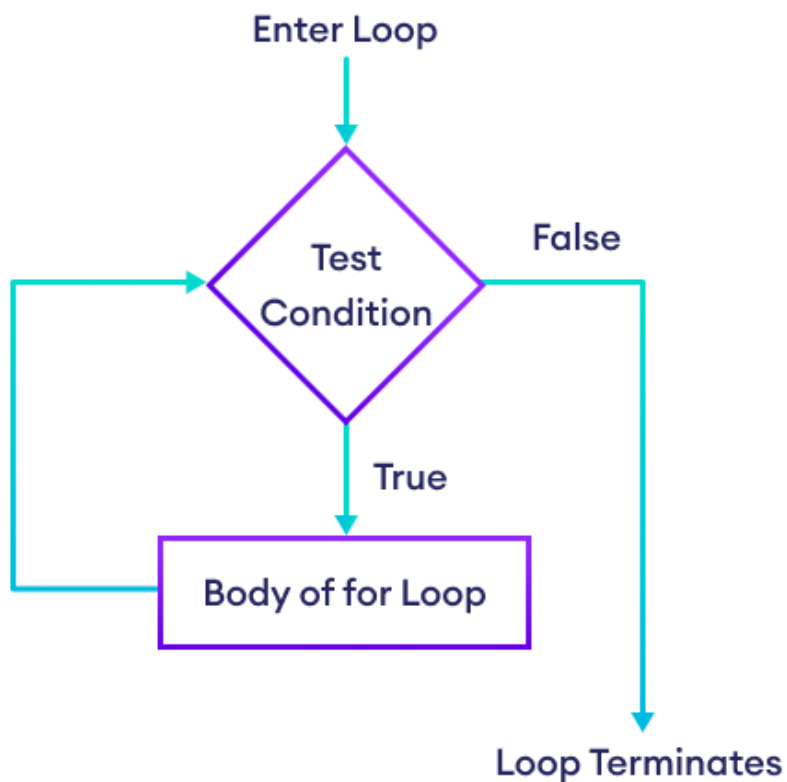 Enter Loop
Test
Condition
False
True
Body of for Loop
Loop Terminates